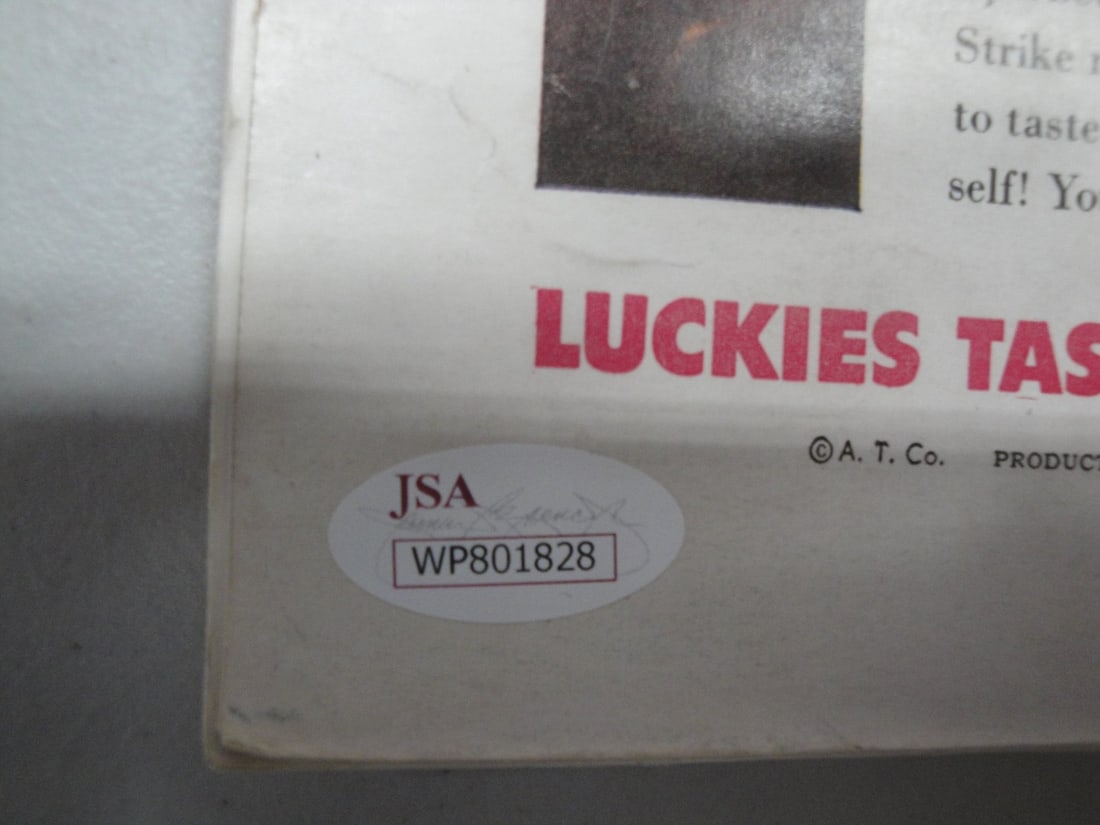 Strike
to taste
self! Yo
LUCKIES TAS
© A. T. Co. PRODUCT
JSA
WP801828